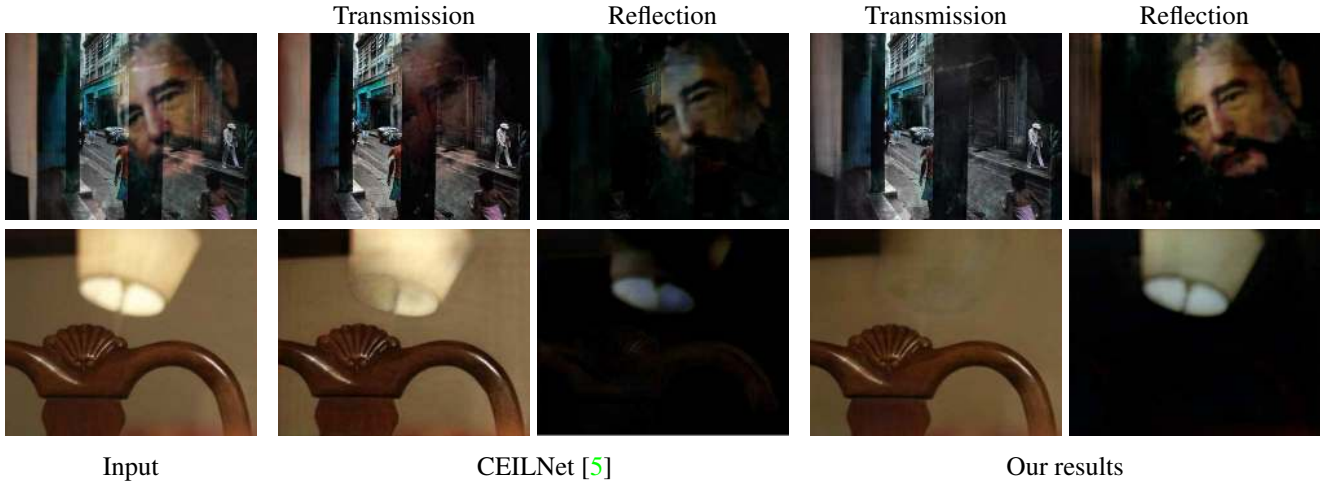 Transmission Reflection Transmission Reflection
Input CEILNet [5] Our results